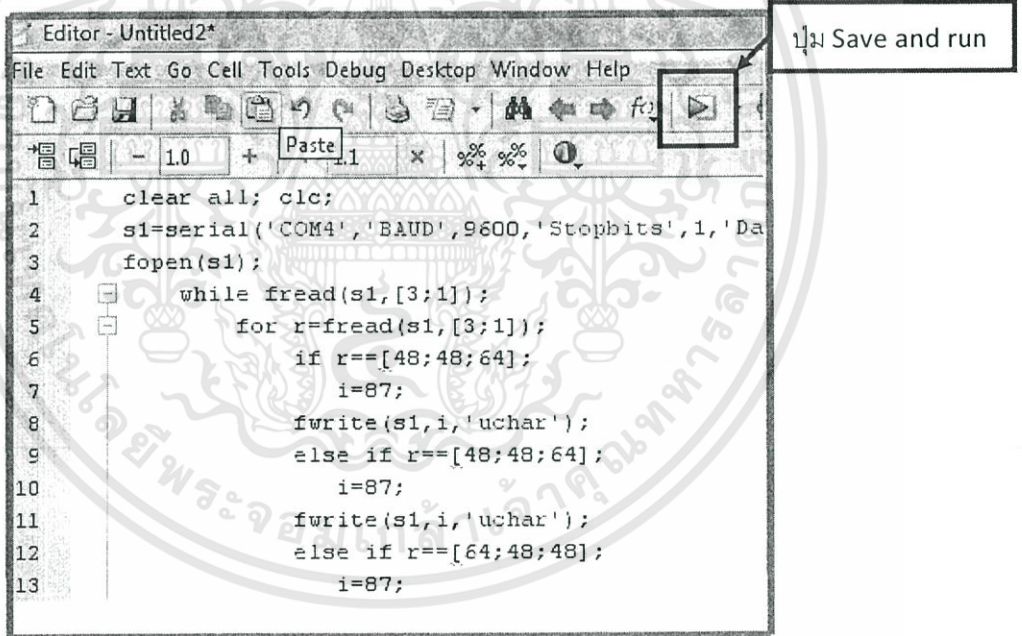 Editor - Untitled2*
ปุ่ม Save and run
File Edit Text Go Cell Tools Debug Desktop Window Help
Paste
- 1.0 + 1.1 ×
1 clear all; clc;
2 s1=serial('COM4','BAUD',9600,'Stopbits',1,'Da
3 fopen(s1);
4 while fread(s1,[3;1]);
5 for r=fread(s1,[3;1]);
6 if r==[48;48;64];
7 i=87;
8 fwrite(s1,i,'uchar');
9 else if r==[48;48;64];
10 i=87;
11 fwrite(s1,i,'uchar');
12 else if r==[64;48;48];
13 i=87;